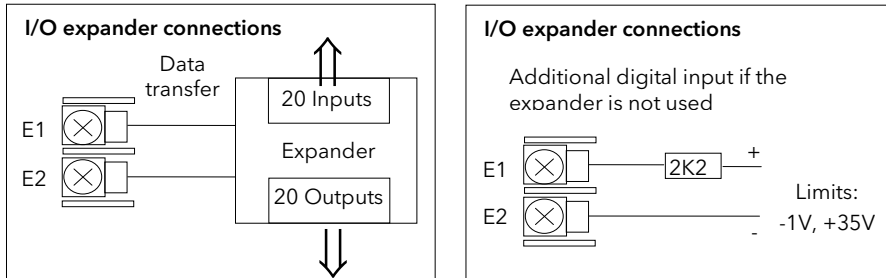 I/O expander connections
Data
transfer
20 Inputs
E1
Expander
E2
20 Outputs
I/O expander connections
Additional digital input if the
expander is not used
E1
2K2
+
E2
Limits:
-1V, +35V
-